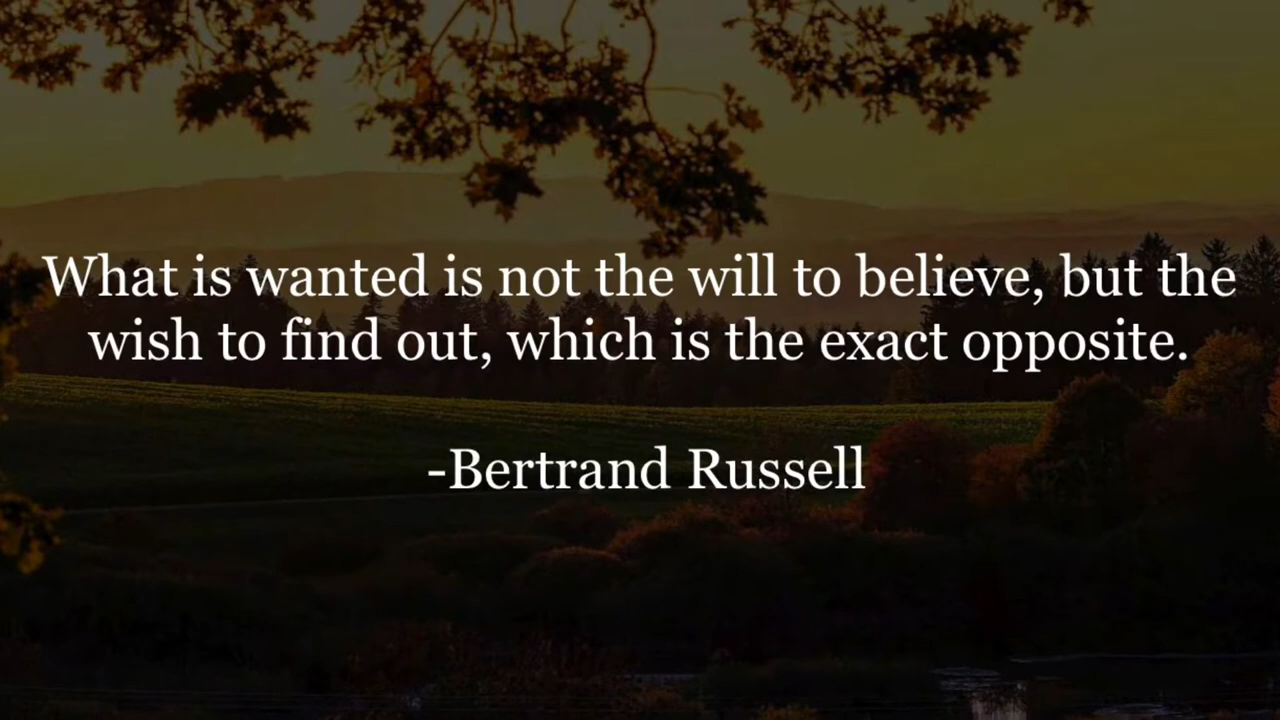 What is wanted is not the will to believe, but the
wish to find out, which is the exact opposite.
-Bertrand Russell